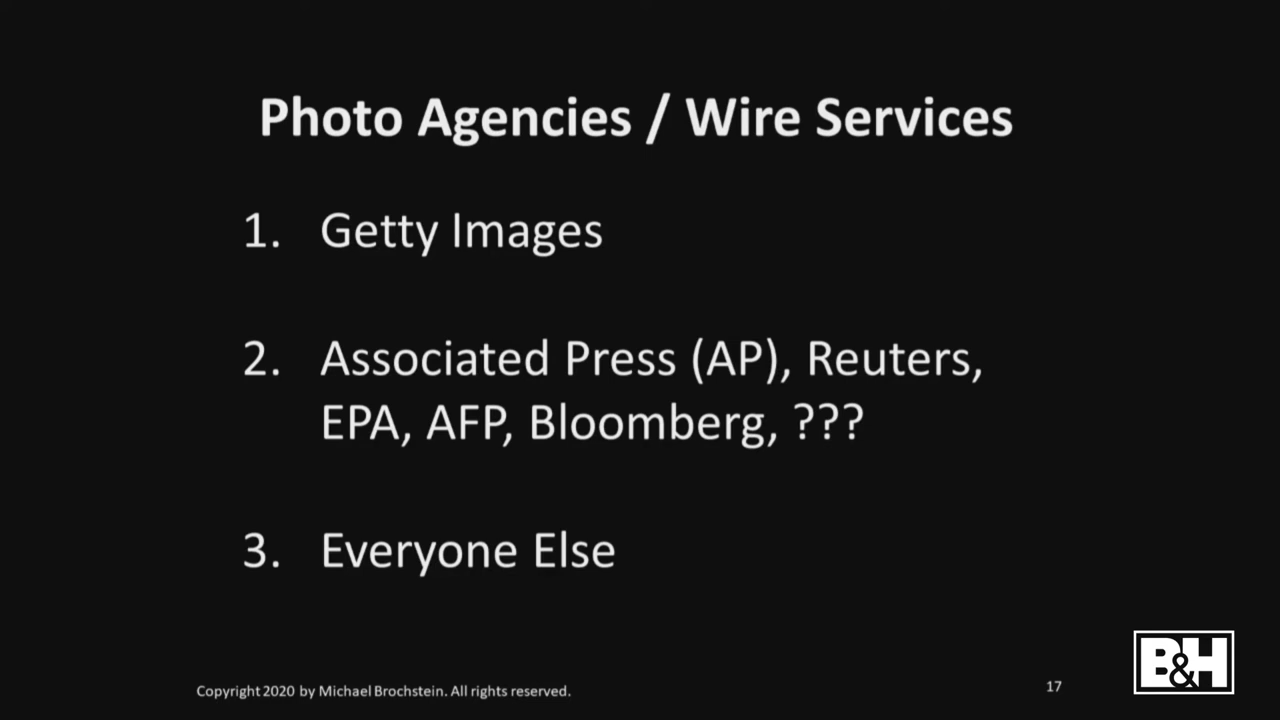 Photo Agencies / Wire Services
1. Getty Images
2. Associated Press (AP), Reuters,
EPA, AFP, Bloomberg, ???
3. Everyone Else
Copyright 2020 by Michael Brochstein. All rights reserved.
17
B&H